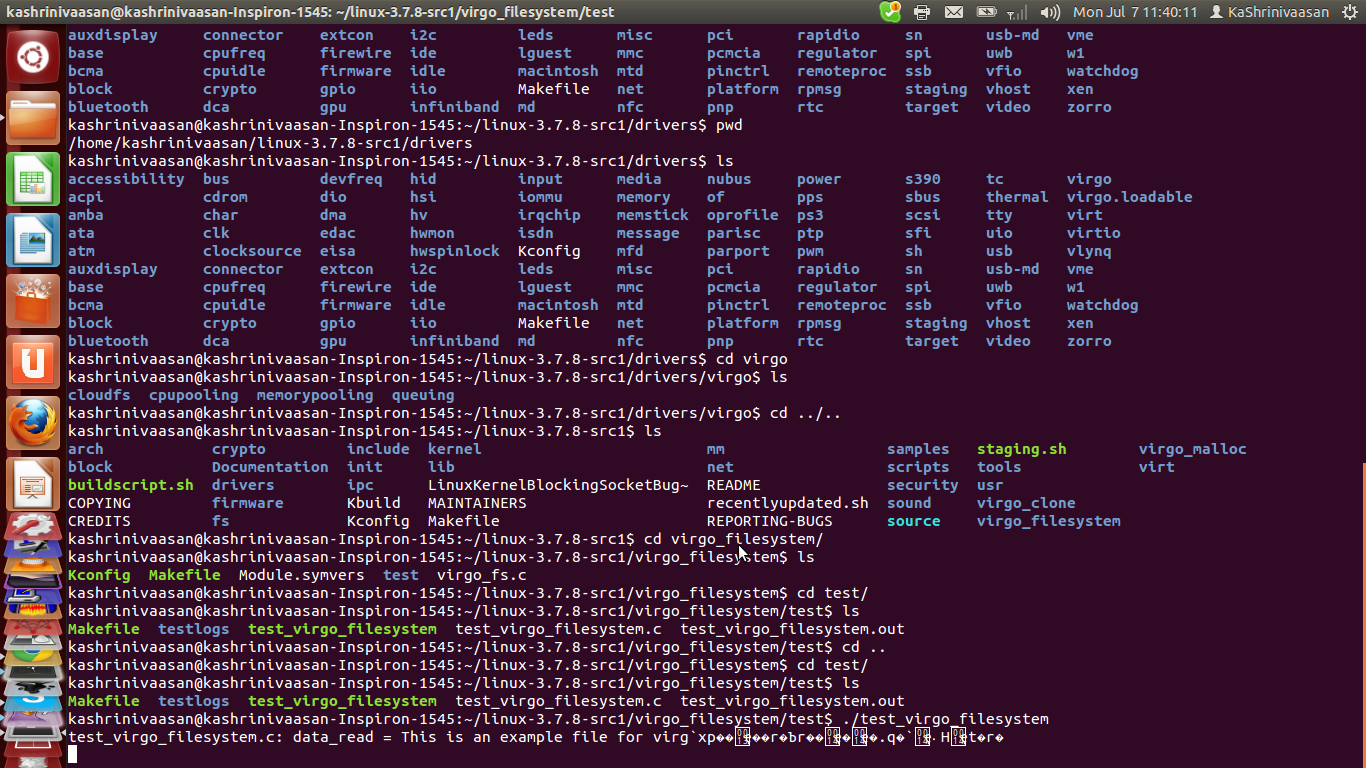 kashrinivaasan@kashrinivaasan-Inspiron-1545: ~/linux-3.7.8-src1/virgo_filesystem/test Mon Jul 7 11:40:11 KaShrinivaasan
auxdisplay connector extcon i2c leds misc pci rapidio sn usb-md vme
base cpufreq firewire ide lguest mmc pcmcia regulator spi uwb w1
bcma cpuidle firmware idle macintosh mtd pinctrl remoteproc ssb vfio watchdog
block crypto gpio iio Makefile net platform rpmsg staging vhost xen
bluetooth dca gpu infiniband md nfc pnp rtc target video zorro
kashrinivaasan@kashrinivaasan-Inspiron-1545:~/linux-3.7.8-src1/drivers$ pwd
/home/kashrinivaasan/linux-3.7.8-src1/drivers
kashrinivaasan@kashrinivaasan-Inspiron-1545:~/linux-3.7.8-src1/drivers$ ls
accessibility bus devfreq hid input media nubus power s390 tc virgo
acpi cdrom dio hsi iommu memory of pps sbus thermal virgo.loadable
amba char dma hv irqchip memstick oprofile ps3 scsi tty virt
ata clk edac hwmon isdn message parisc ptp sfi uio virtio
atm clocksource eisa hwspinlock Kconfig mfd parport pwm sh usb vlynq
auxdisplay connector extcon i2c leds misc pci rapidio sn usb-md vme
base cpufreq firewire ide lguest mmc pcmcia regulator spi uwb w1
bcma cpuidle firmware idle macintosh mtd pinctrl remoteproc ssb vfio watchdog
block crypto gpio iio Makefile net platform rpmsg staging vhost xen
bluetooth dca gpu infiniband md nfc pnp rtc target video zorro
kashrinivaasan@kashrinivaasan-Inspiron-1545:~/linux-3.7.8-src1/drivers$ cd virgo
kashrinivaasan@kashrinivaasan-Inspiron-1545:~/linux-3.7.8-src1/drivers/virgo$ ls
cloudfs cpupooling memorypooling queuing
kashrinivaasan@kashrinivaasan-Inspiron-1545:~/linux-3.7.8-src1/drivers/virgo$ cd ../..
kashrinivaasan@kashrinivaasan-Inspiron-1545:~/linux-3.7.8-src1$ ls
arch crypto include kernel mm samples staging.sh virgo_malloc
block Documentation init lib net scripts tools virt
buildscript.sh drivers ipc LinuxKernelBlockingSocketBug~ README security usr
COPYING firmware Kbuild MAINTAINERS recentlyupdated.sh sound virgo_clone
CREDITS fs Kconfig Makefile REPORTING-BUGS source virgo_filesystem
kashrinivaasan@kashrinivaasan-Inspiron-1545:~/linux-3.7.8-src1$ cd virgo_filesystem/
kashrinivaasan@kashrinivaasan-Inspiron-1545:~/linux-3.7.8-src1/virgo_filesystem$ ls
Kconfig Makefile Module.symvers test virgo_fs.c
kashrinivaasan@kashrinivaasan-Inspiron-1545:~/linux-3.7.8-src1/virgo_filesystem$ cd test/
kashrinivaasan@kashrinivaasan-Inspiron-1545:~/linux-3.7.8-src1/virgo_filesystem/test$ ls
Makefile testlogs test_virgo_filesystem test_virgo_filesystem.c test_virgo_filesystem.out
kashrinivaasan@kashrinivaasan-Inspiron-1545:~/linux-3.7.8-src1/virgo_filesystem/test$ cd ..
kashrinivaasan@kashrinivaasan-Inspiron-1545:~/linux-3.7.8-src1/virgo_filesystem$ cd test/
kashrinivaasan@kashrinivaasan-Inspiron-1545:~/linux-3.7.8-src1/virgo_filesystem/test$ ls
Makefile testlogs test_virgo_filesystem test_virgo_filesystem.c test_virgo_filesystem.out
kashrinivaasan@kashrinivaasan-Inspiron-1545:~/linux-3.7.8-src1/virgo_filesystem/test$ ./test_virgo_filesystem
test_virgo_filesystem.c: data_read = This is an example file for